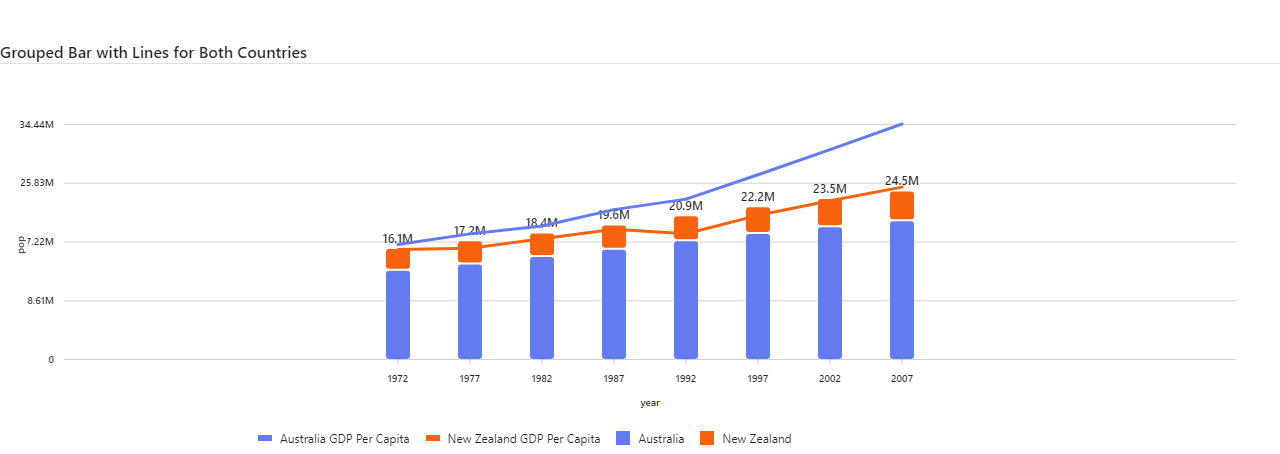 Grouped Bar with Lines for Both Countries
34.44M
25.83M
7.22M
8.61M
0
pop
16.1M
17.2M
18.4M
19.6M
20.9M
22.2M
23.5M
24.5M
1972
1977
1982
1987
1992
1997
2002
2007
year
Australia GDP Per Capita
New Zealand GDP Per Capita
Australia
New Zealand